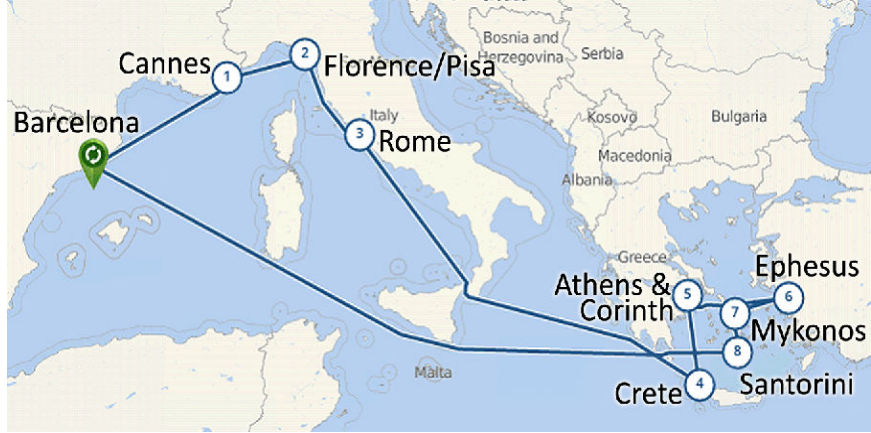 Bosnia and
Herzegovina
Serbia
Cannes
1
2
Florence/Pisa
Barcelona
Italy
3
Rome
Kosovo
Bulgaria
Macedonia
Albania
Greece
Athens &
Corinth
5
Ephesus
6
7
Mykonos
8
Santorini
Malta
Crete
4